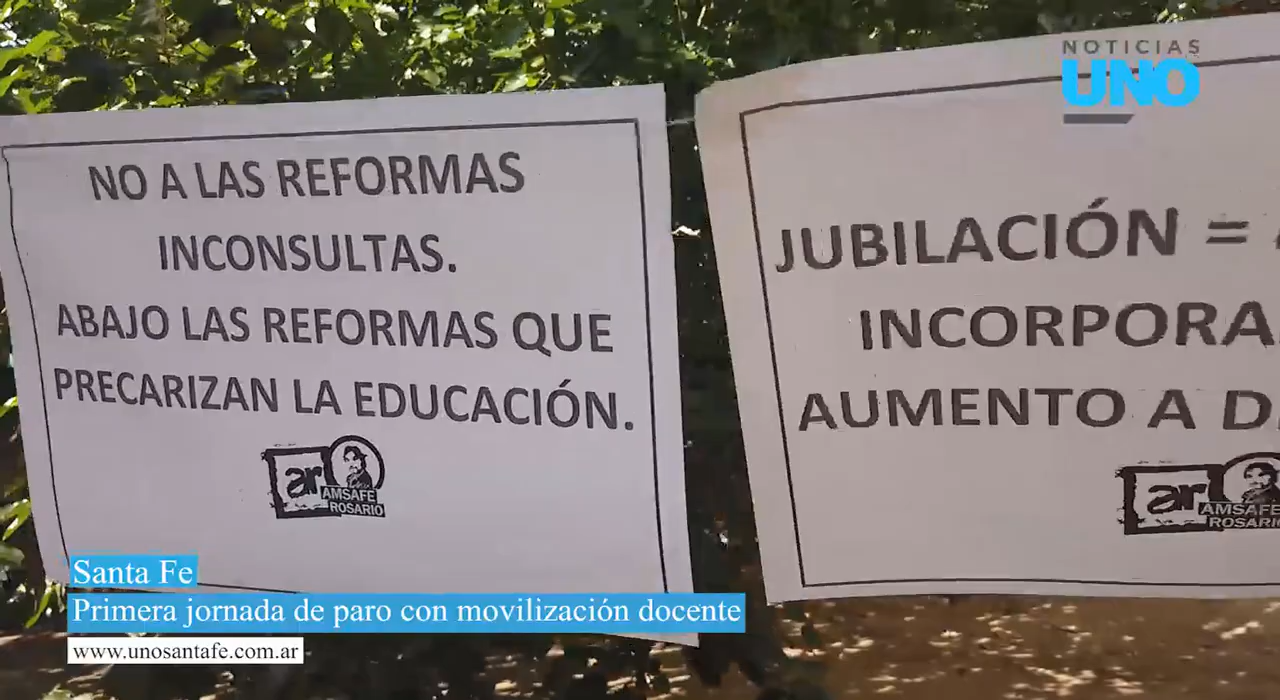 NOTICIAS
UNO
NO A LAS REFORMAS
INCONSULTAS.
ABAJO LAS REFORMAS QUE
PRECARIZAN LA EDUCACIÓN.
ar
AMSAFE
ROSARIO
JUBILACIÓN =
INCORPORA
AUMENTO A
ar
AMSAFE
ROSARIO
Santa Fe
Primera jornada de paro con movilización docente
www.unosantafe.com.ar